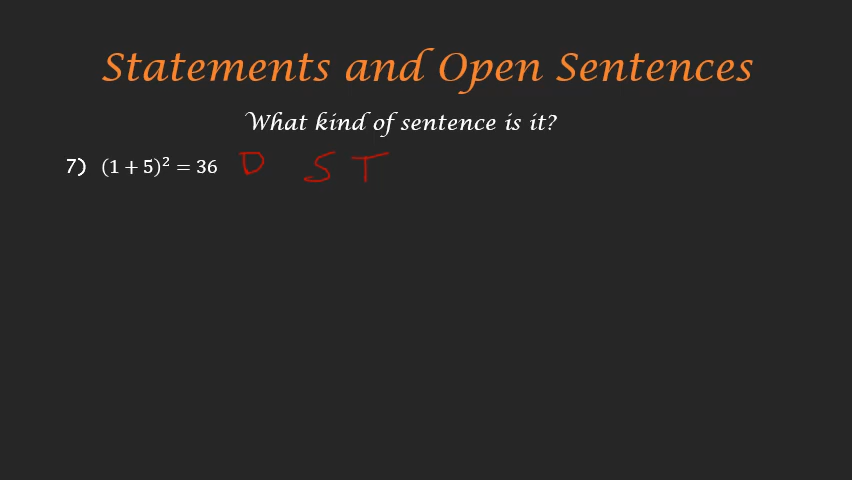 Statements and Open Sentences
What kind of sentence is it?
7) (1 + 5)² = 36 D S T